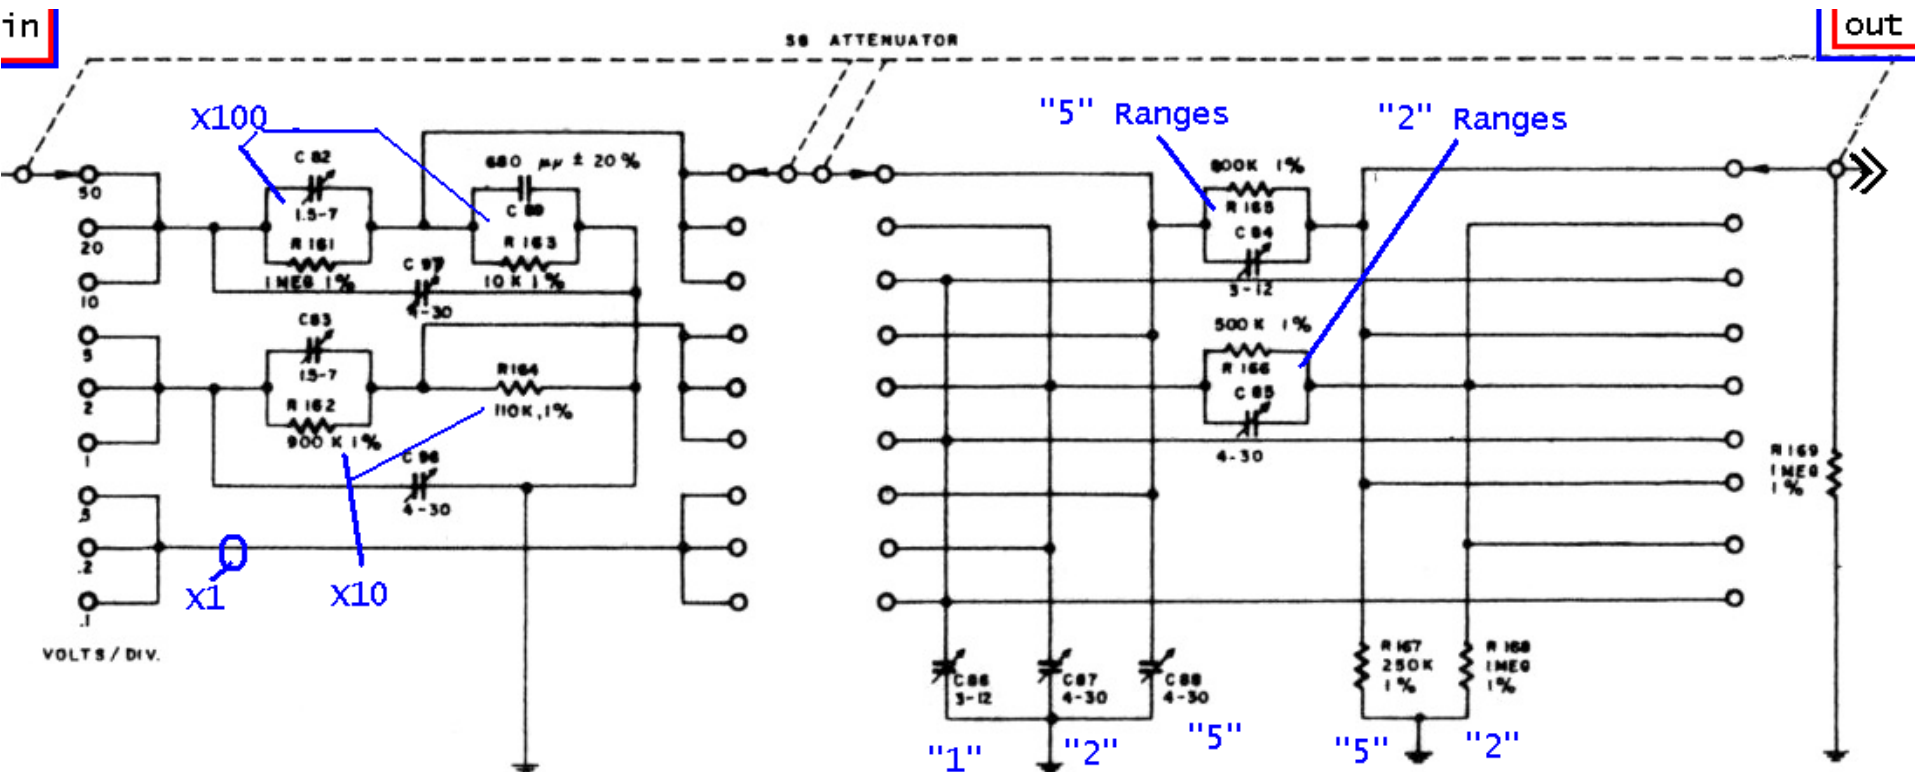 in
S6 ATTENUATOR
out
X100
"5" Ranges
"2" Ranges
C 82
1.5-7
R 161
1 MEG 1%
680 μμ ± 20%
R 163
10 K 1%
C 97
4-30
50
20
10
5
2
1
.5
.2
.1
VOLTS / DIV.
C83
1.5-7
R 162
900 K 1%
R164
110K, 1%
C 96
4-30
X1
X10
800K 1%
R 165
C 84
3-12
500 K 1%
R 166
C 85
4-30
R 169
1 MEG
1%
C86
3-12
C87
4-30
C88
4-30
R 167
250K
1%
R 168
1 MEG
1%
"1"
"2"
"5"
"5"
"2"